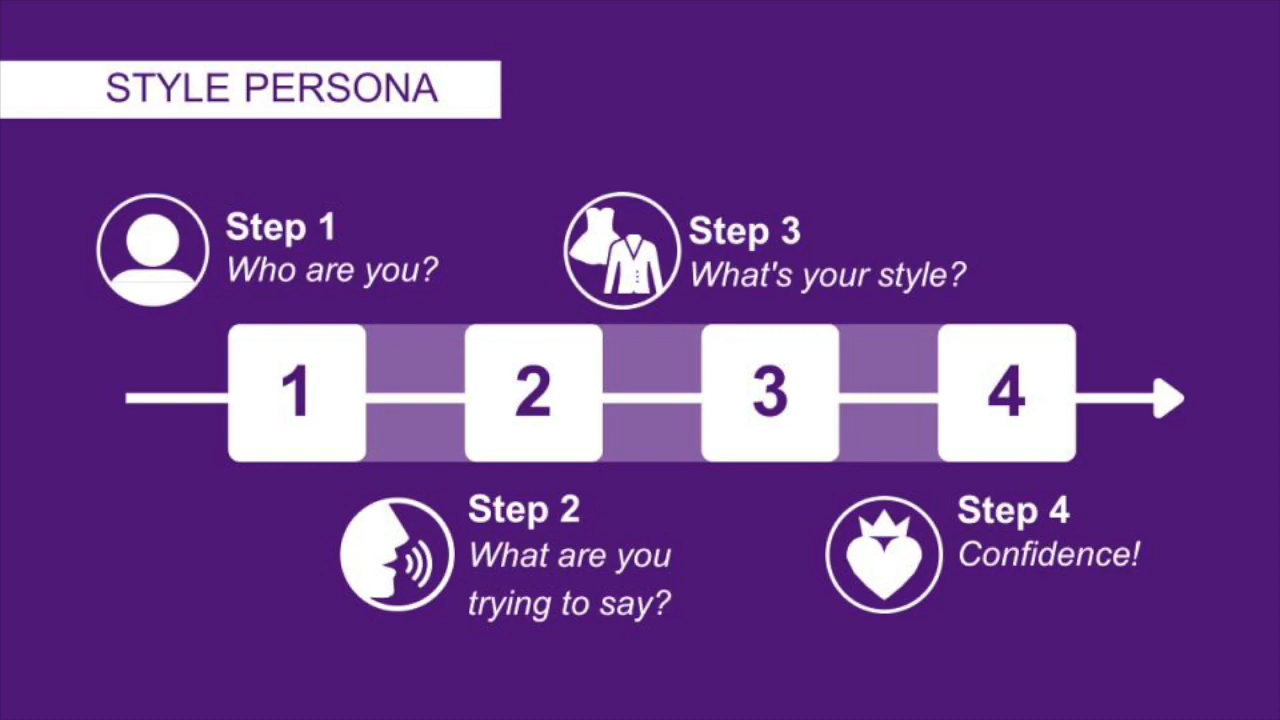 STYLE PERSONA
Step 1
Who are you?
Step 3
What's your style?
1
2
3
4
Step 2
What are you
trying to say?
Step 4
Confidence!